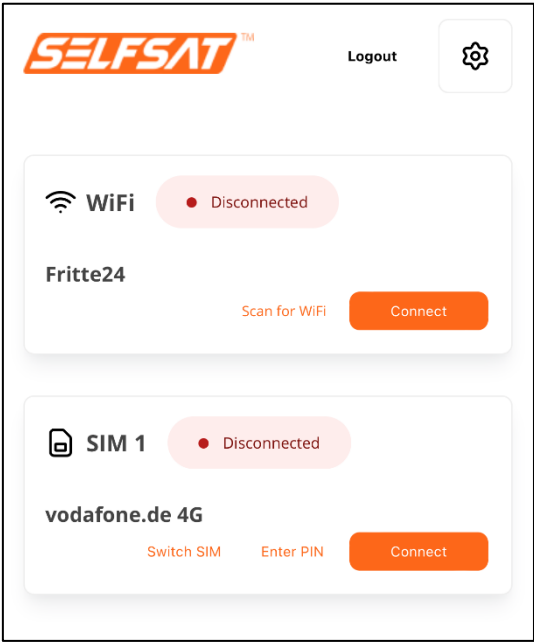 SELFSAT™
Logout
WiFi
Disconnected
Fritte24
Scan for WiFi
Connect
SIM 1
Disconnected
vodafone.de 4G
Switch SIM
Enter PIN
Connect